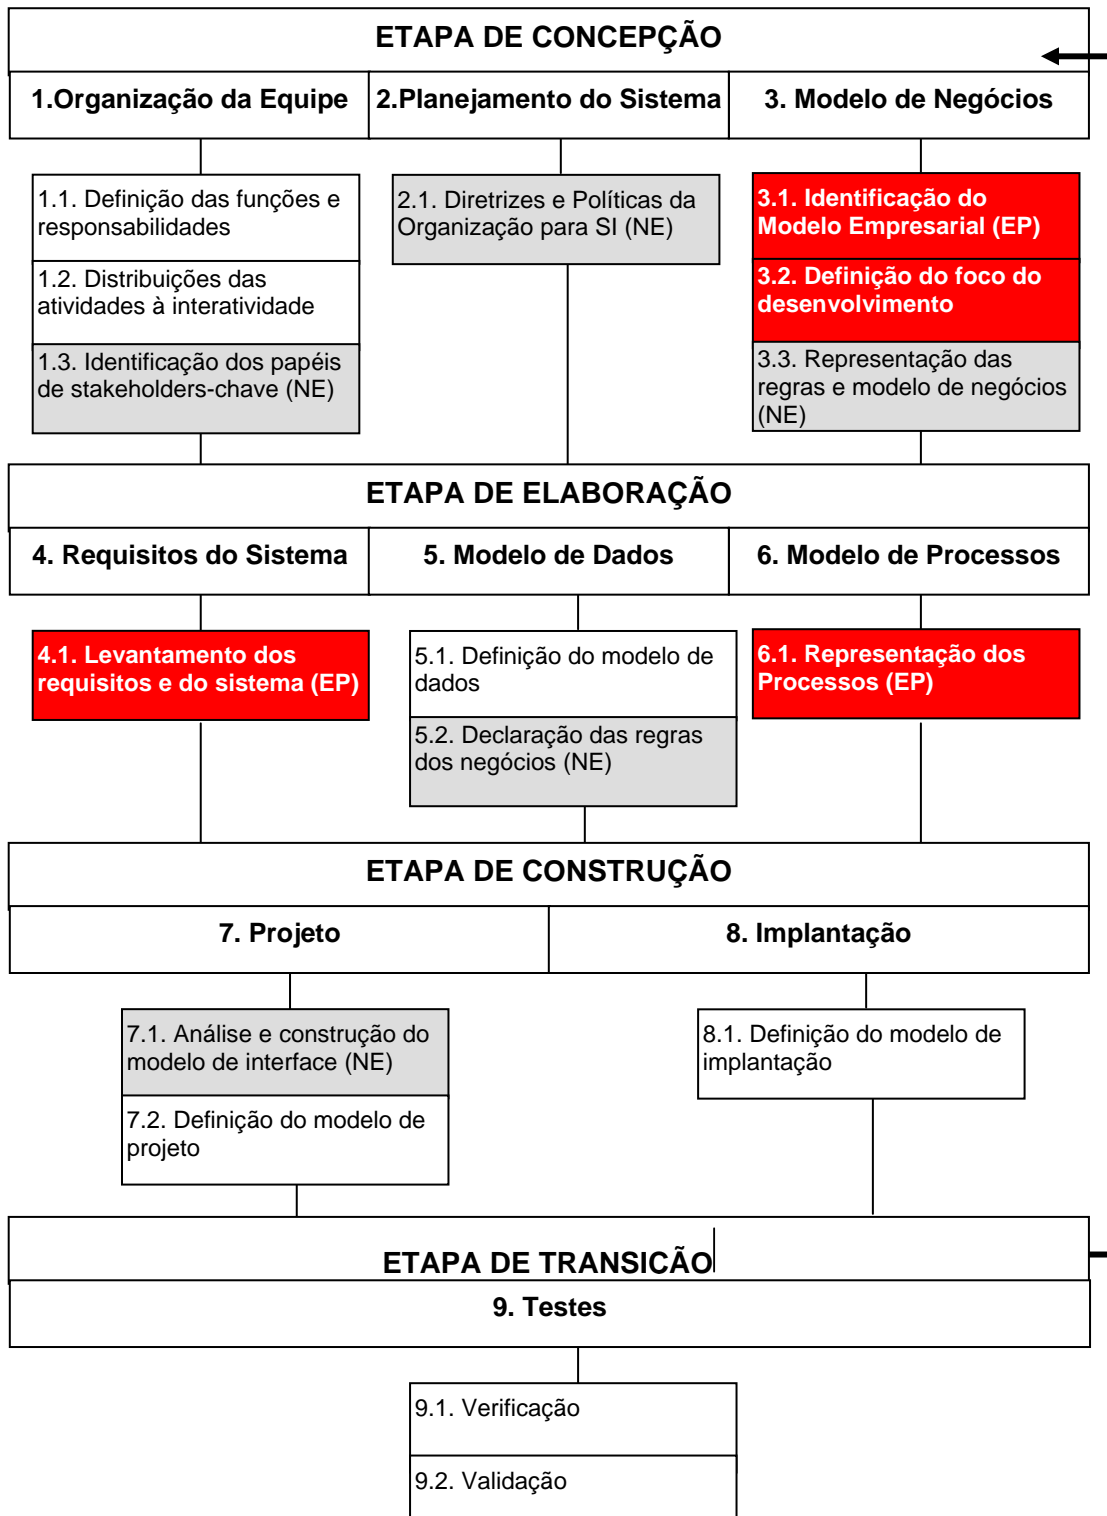 ETAPA DE CONCEPÇÃO
1.Organização da Equipe
2.Planejamento do Sistema
3. Modelo de Negócios
1.1. Definição das funções e
responsabilidades
1.2. Distribuições das
atividades à interatividade
1.3. Identificação dos papéis
de stakeholders-chave (NE)
2.1. Diretrizes e Políticas da
Organização para SI (NE)
3.1. Identificação do
Modelo Empresarial (EP)
3.2. Definição do foco do
desenvolvimento
3.3. Representação das
regras e modelo de negócios
(NE)
ETAPA DE ELABORAÇÃO
4. Requisitos do Sistema
5. Modelo de Dados
6. Modelo de Processos
4.1. Levantamento dos
requisitos e do sistema (EP)
5.1. Definição do modelo de
dados
5.2. Declaração das regras
dos negócios (NE)
6.1. Representação dos
Processos (EP)
ETAPA DE CONSTRUÇÃO
7. Projeto
8. Implantação
7.1. Análise e construção do
modelo de interface (NE)
7.2. Definição do modelo de
projeto
8.1. Definição do modelo de
implantação
ETAPA DE TRANSICÃO
9. Testes
9.1. Verificação
9.2. Validação